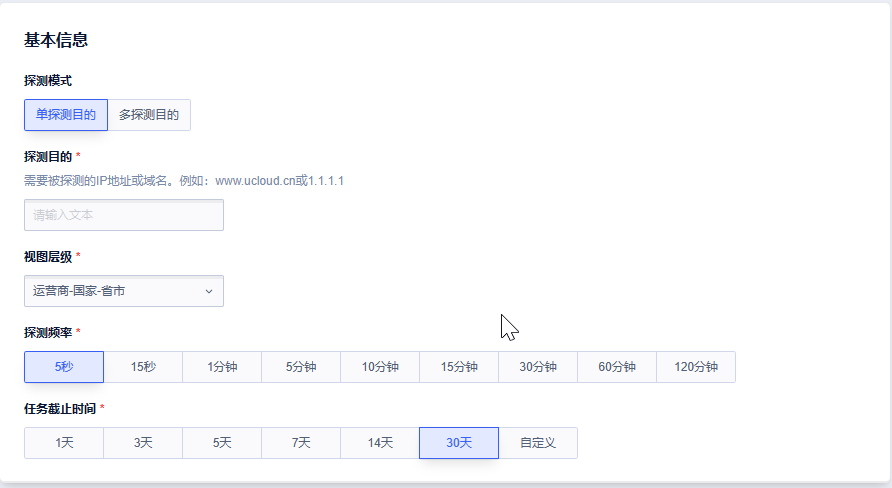 基本信息
探测模式
单探测目的 多探测目的
探测目的 *
需要被探测的IP地址或域名。例如：www.ucloud.cn或1.1.1.1
请输入文本
视图层级 *
运营商-国家-省市
探测频率 *
5秒 15秒 1分钟 5分钟 10分钟 15分钟 30分钟 60分钟 120分钟
任务截止时间 *
1天 3天 5天 7天 14天 30天 自定义